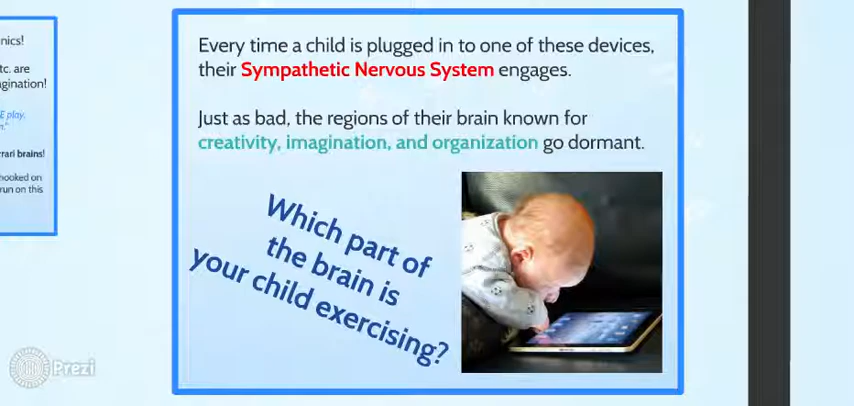 nics!
tc. are
agination!
E play,
rrari brains!
hooked on
run on this
Every time a child is plugged in to one of these devices,
their Sympathetic Nervous System engages.
Just as bad, the regions of their brain known for
creativity, imagination, and organization go dormant.
Which part of
the brain is
your child exercising?
Prezi